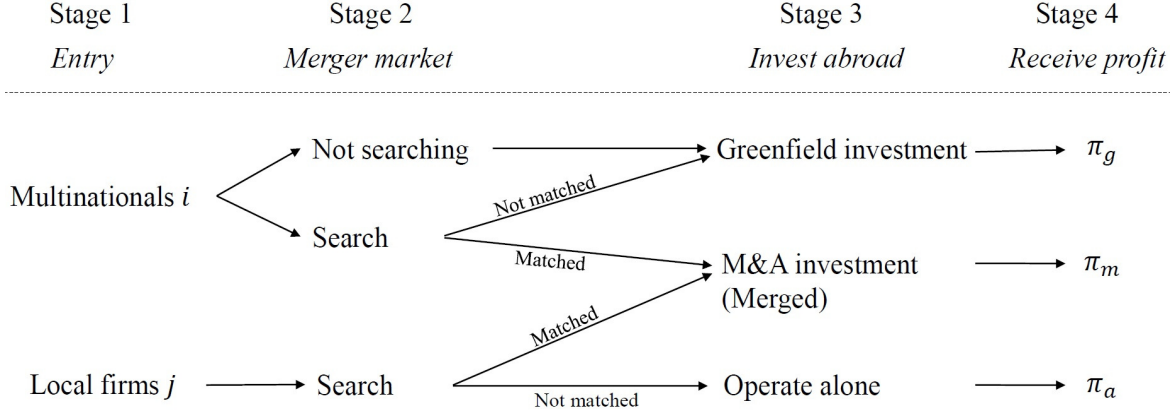 Stage 1 Stage 2 Stage 3 Stage 4
Entry Merger market Invest abroad Receive profit
Not searching Greenfield investment π_g
Not matched
Multinationals i
Search
Matched
M&A investment π_m
(Merged)
Matched
Local firms j Search Operate alone π_a
Not matched